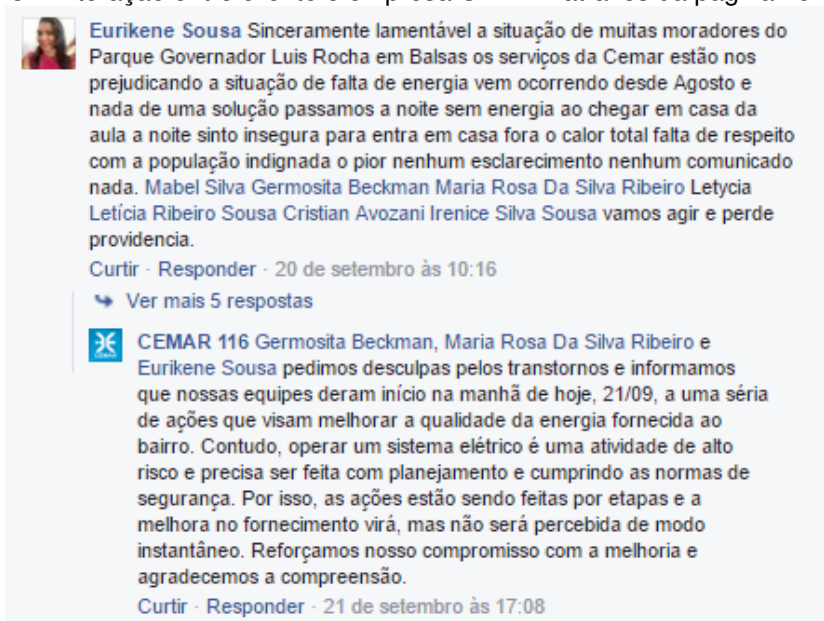 Eurikene Sousa Sinceramente lamentável a situação de muitas moradores do
Parque Governador Luis Rocha em Balsas os serviços da Cemar estão nos
prejudicando a situação de falta de energia vem ocorrendo desde Agosto e
nada de uma solução passamos a noite sem energia ao chegar em casa da
aula a noite sinto insegura para entra em casa fora o calor total falta de respeito
com a população indignada o pior nenhum esclarecimento nenhum comunicado
nada. Mabel Silva Germosita Beckman Maria Rosa Da Silva Ribeiro Letycia
Letícia Ribeiro Sousa Cristian Avozani Irenice Silva Sousa vamos agir e perde
providencia.
Curtir · Responder · 20 de setembro às 10:16
Ver mais 5 respostas
CEMAR 116 Germosita Beckman, Maria Rosa Da Silva Ribeiro e
Eurikene Sousa pedimos desculpas pelos transtornos e informamos
que nossas equipes deram início na manhã de hoje, 21/09, a uma séria
de ações que visam melhorar a qualidade da energia fornecida ao
bairro. Contudo, operar um sistema elétrico é uma atividade de alto
risco e precisa ser feita com planejamento e cumprindo as normas de
segurança. Por isso, as ações estão sendo feitas por etapas e a
melhora no fornecimento virá, mas não será percebida de modo
instantâneo. Reforçamos nosso compromisso com a melhoria e
agradecemos a compreensão.
Curtir · Responder · 21 de setembro às 17:08